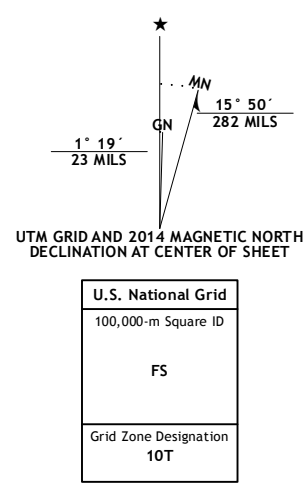 ★
MN
GN
15° 50´
282 MILS
1° 19´
23 MILS
UTM GRID AND 2014 MAGNETIC NORTH
DECLINATION AT CENTER OF SHEET
U.S. National Grid
100,000-m Square ID
FS
Grid Zone Designation
10T